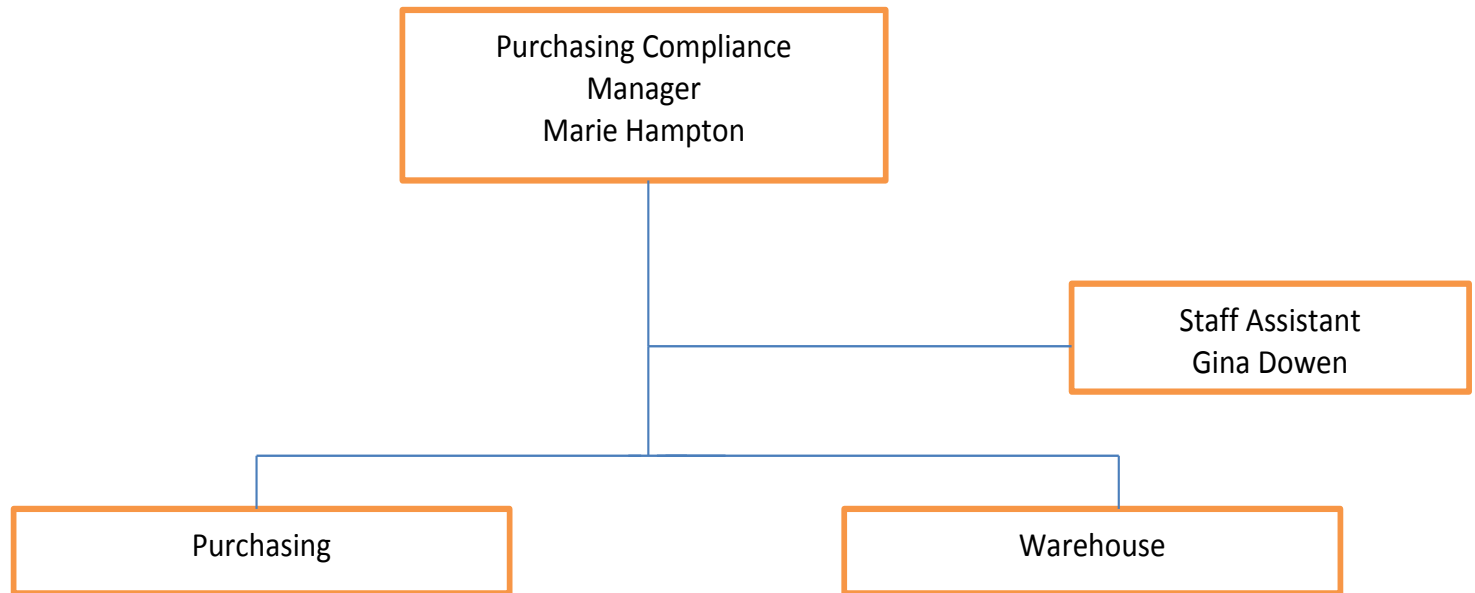 Purchasing Compliance
Manager
Marie Hampton
Staff Assistant
Gina Dowen
Purchasing
Warehouse